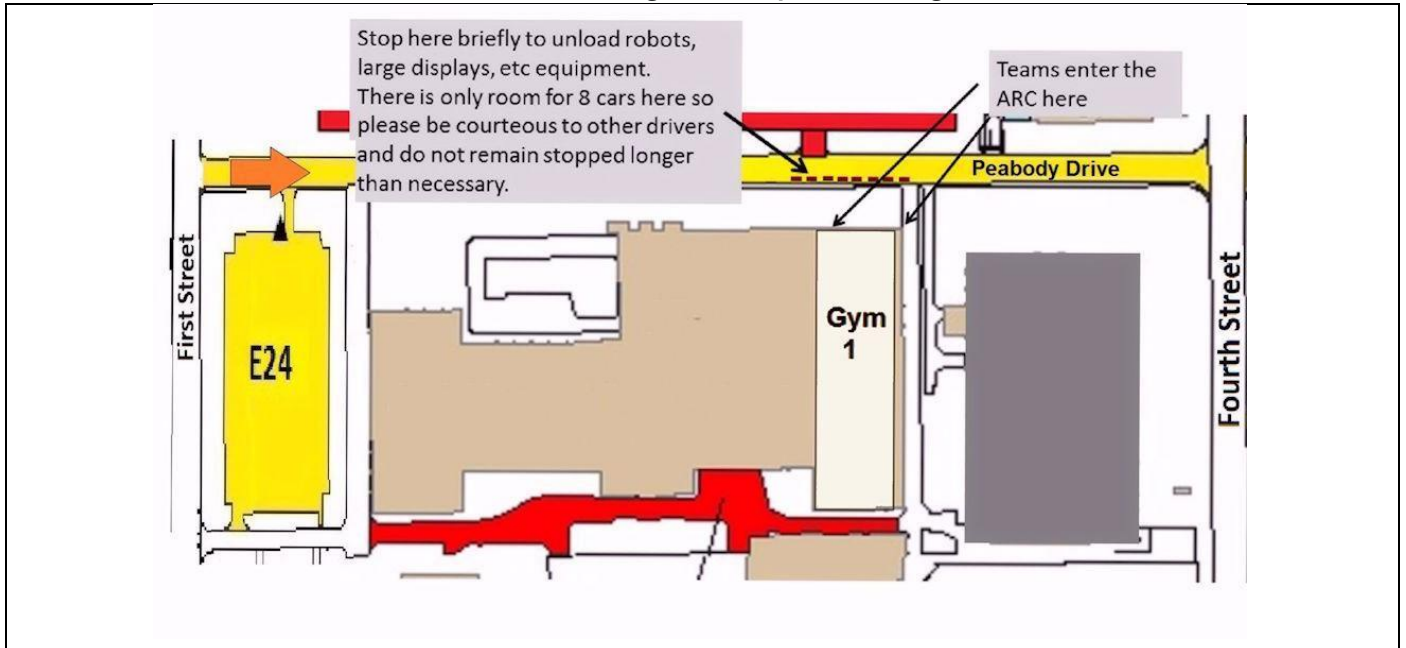 Stop here briefly to unload robots,
large displays, etc equipment.
There is only room for 8 cars here so
please be courteous to other drivers
and do not remain stopped longer
than necessary.
Teams enter the
ARC here
Peabody Drive
First Street
E24
Gym
1
Fourth Street